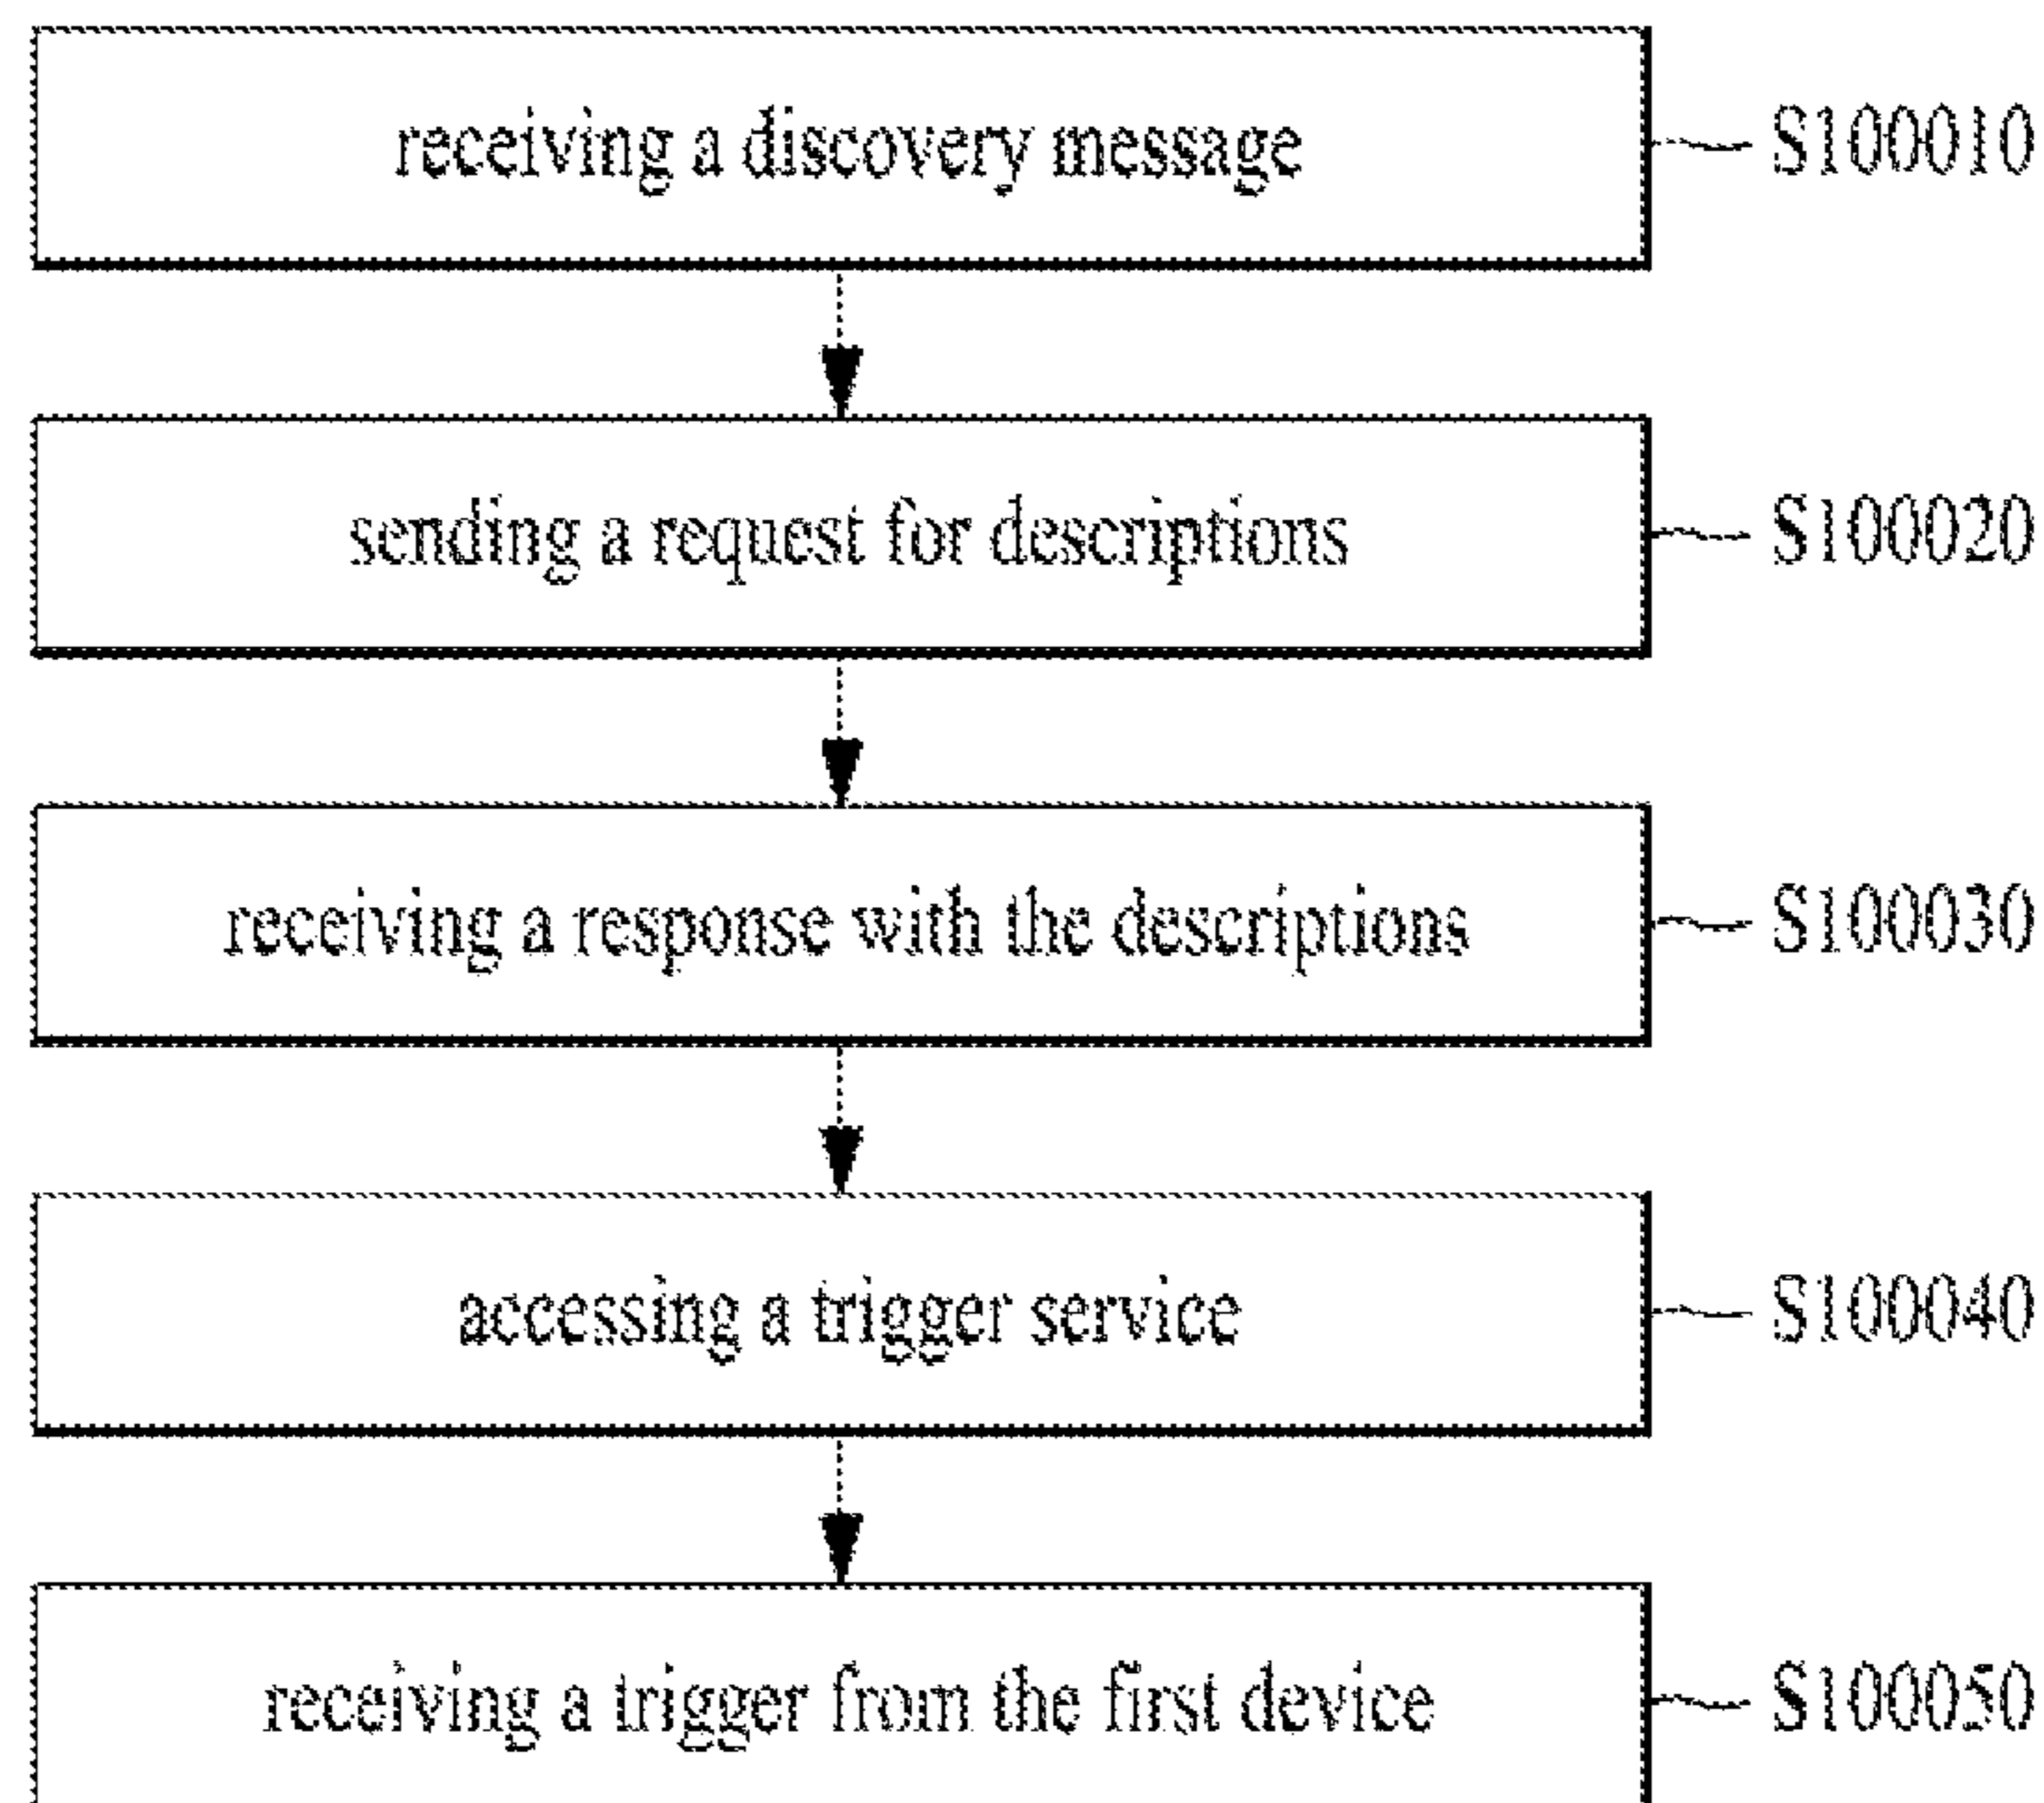 receiving a discovery message S100010
sending a request for descriptions S100020
receiving a response with the descriptions S100030
accessing a trigger service S100040
receiving a trigger from the first device S100050